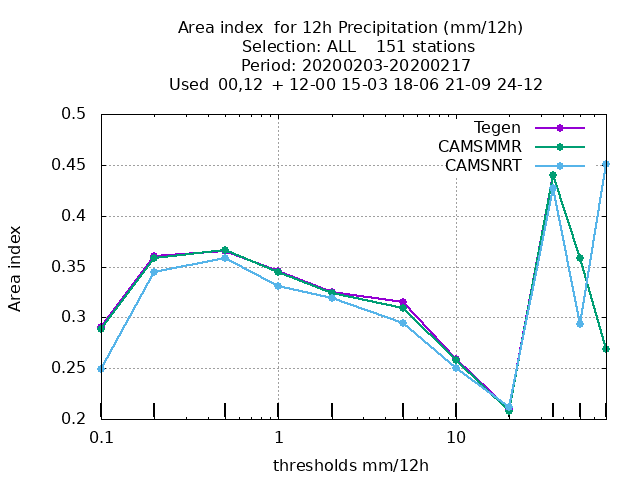 Area index  for 12h Precipitation (mm/12h)
Selection: ALL    151 stations
Period: 20200203-20200217
Used  00,12  + 12-00 15-03 18-06 21-09 24-12
0.5
0.45
0.4
0.35
0.3
0.25
0.2
Area index
Tegen
CAMSMMR
CAMSNRT
0.1
1
10
thresholds mm/12h